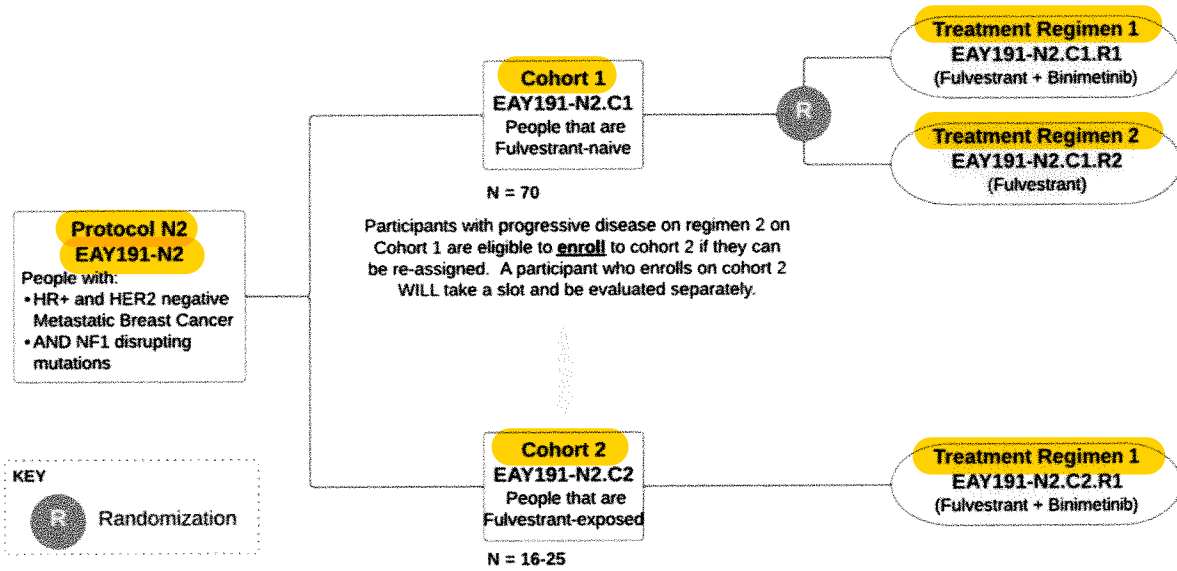 Protocol N2
EAY191-N2
People with:
• HR+ and HER2 negative
Metastatic Breast Cancer
• AND NF1 disrupting
mutations
Cohort 1
EAY191-N2.C1
People that are
Fulvestrant-naive
N = 70
R
Treatment Regimen 1
EAY191-N2.C1.R1
(Fulvestrant + Binimetinib)
Treatment Regimen 2
EAY191-N2.C1.R2
(Fulvestrant)
Participants with progressive disease on regimen 2 on
Cohort 1 are eligible to enroll to cohort 2 if they can
be re-assigned. A participant who enrolls on cohort 2
WILL take a slot and be evaluated separately.
Cohort 2
EAY191-N2.C2
People that are
Fulvestrant-exposed
N = 16-25
Treatment Regimen 1
EAY191-N2.C2.R1
(Fulvestrant + Binimetinib)
KEY
R Randomization